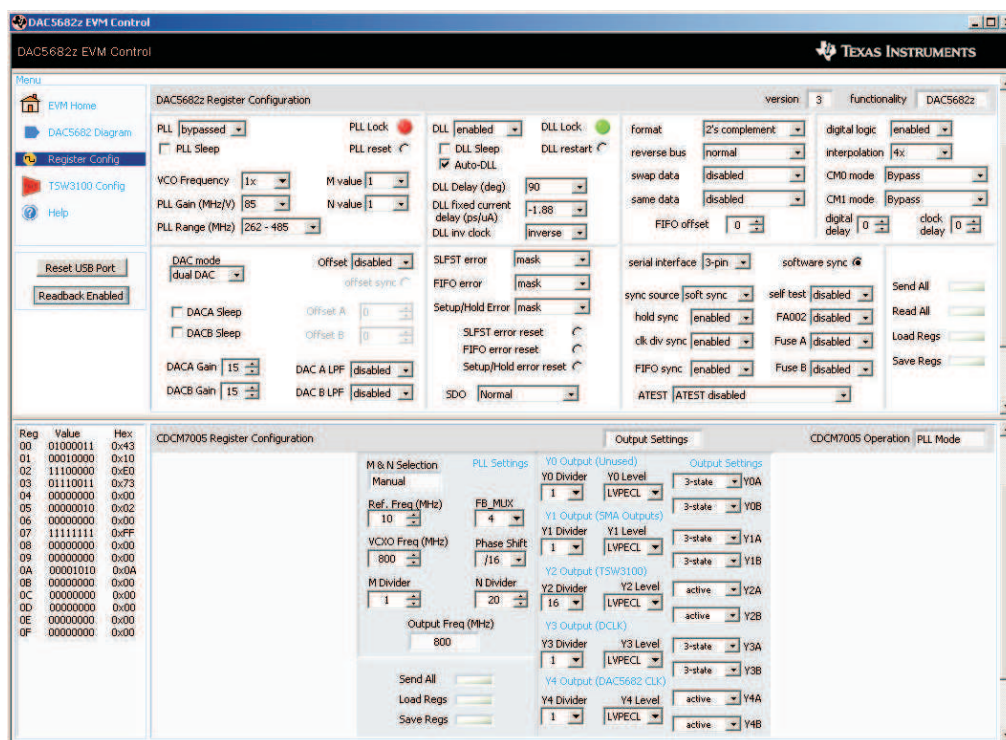 DAC5682z EVM Control
DAC5682z EVM Control
TEXAS INSTRUMENTS
Menu
EVM Home
DAC5682 Diagram
Register Config
TSW3100 Config
Help
Reset USB Port
Readback Enabled
DAC5682z Register Configuration
version 3 functionality DAC5682z
PLL bypassed PLL Lock
PLL Sleep PLL reset
VCO Frequency 1x M value 1
PLL Gain (MHz/V) 85 N value 1
PLL Range (MHz) 262 - 485
DLL enabled DLL Lock
DLL Sleep DLL restart
Auto-DLL
DLL Delay (deg) 90
DLL fixed current
delay (ps/uA) -1.88
DLL inv clock inverse
format 2's complement
reverse bus normal
swap data disabled
same data disabled
FIFO offset 0
digital logic enabled
interpolation 4x
CM0 mode Bypass
CM1 mode Bypass
digital delay 0 clock delay 0
DAC mode
dual DAC
Offset disabled
offset sync
DACA Sleep Offset A 0
DACB Sleep Offset B 0
DACA Gain 15 DAC A LPF disabled
DACB Gain 15 DAC B LPF disabled
SLFST error mask
FIFO error mask
Setup/Hold Error mask
SLFST error reset
FIFO error reset
Setup/Hold error reset
SDO Normal
serial interface 3-pin software sync
sync source soft sync self test disabled
hold sync enabled FA002 disabled
clk div sync enabled Fuse A disabled
FIFO sync enabled Fuse B disabled
ATEST ATEST disabled
Send All
Read All
Load Regs
Save Regs
Reg Value Hex
00 01000011 0x43
01 00010000 0x10
02 11100000 0xE0
03 01110011 0x73
04 00000000 0x00
05 00000010 0x02
06 00000000 0x00
07 11111111 0xFF
08 00000000 0x00
09 00000000 0x00
0A 00001010 0x0A
0B 00000000 0x00
0C 00000000 0x00
0D 00000000 0x00
0E 00000000 0x00
0F 00000000 0x00
CDCM7005 Register Configuration
Output Settings
CDCM7005 Operation PLL Mode
M & N Selection PLL Settings
Manual
Ref. Freq (MHz) FB_MUX
10 4
VCXO Freq (MHz) Phase Shift
800 /16
M Divider N Divider
1 20
Output Freq (MHz)
800
Send All
Load Regs
Save Regs
Y0 Output (Unused) Output Settings
Y0 Divider Y0 Level
1 LVPECL
3-state Y0A
3-state Y0B
Y1 Output (SMA Outputs)
Y1 Divider Y1 Level
1 LVPECL
3-state Y1A
3-state Y1B
Y2 Output (TSW3100)
Y2 Divider Y2 Level
16 LVPECL
active Y2A
active Y2B
Y3 Output (DCLK)
Y3 Divider Y3 Level
1 LVPECL
3-state Y3A
3-state Y3B
Y4 Output (DAC5682 CLK)
Y4 Divider Y4 Level
1 LVPECL
active Y4A
active Y4B